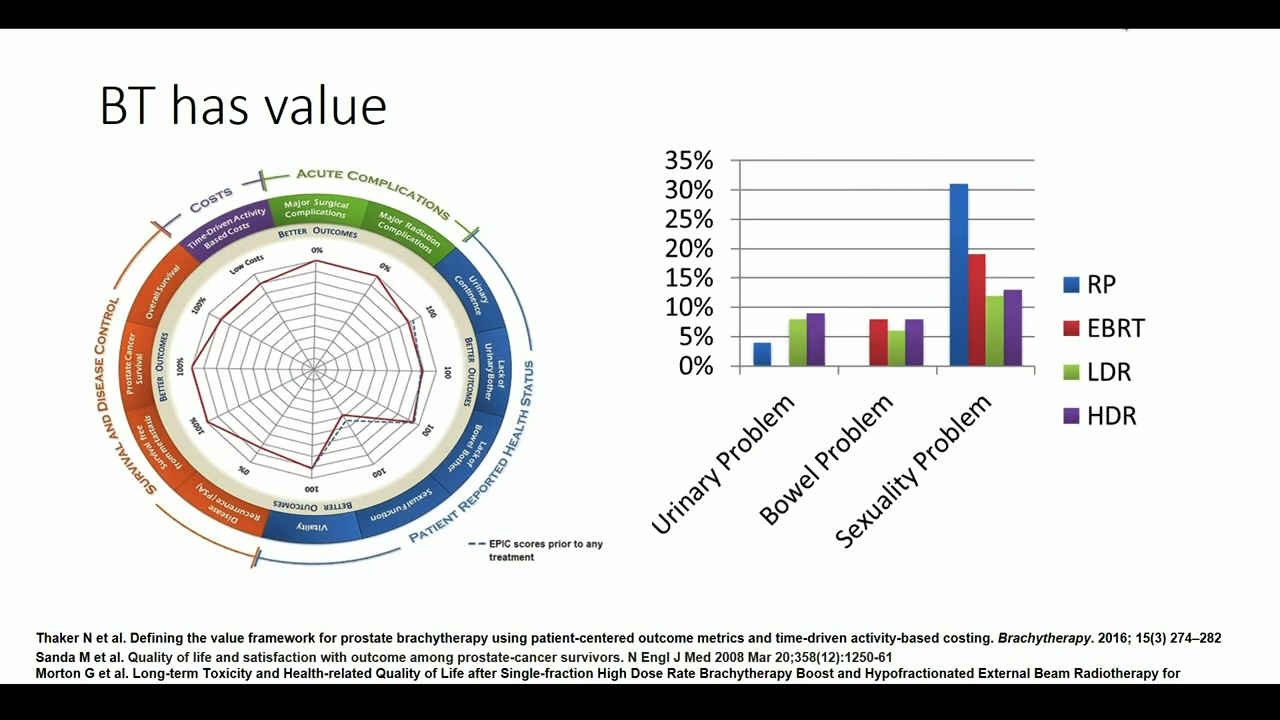 BT has value
COSTS
ACUTE COMPLICATIONS
SURVIVAL AND DISEASE CONTROL
PATIENT REPORTED HEALTH STATUS
Time-Driven Activity
Based Costs
Major Surgical
Complications
Major Radiation
Complications
Urinary
Continence
Lack of
Urinary Bother
Lack of
Bowel Bother
Sexual Function
Vitality
Disease
Recurrence (PSA)
Survival free
from metastasis
Prostate Cancer
Survival
Overall Survival
BETTER OUTCOMES
BETTER OUTCOMES
BETTER OUTCOMES
BETTER OUTCOMES
Low Costs
0%
0%
100
100
100
100
100
0%
100%
100%
100%
EPIC scores prior to any
treatment
35%
30%
25%
20%
15%
10%
5%
0%
Urinary Problem
Bowel Problem
Sexuality Problem
RP
EBRT
LDR
HDR
Thaker N et al. Defining the value framework for prostate brachytherapy using patient-centered outcome metrics and time-driven activity-based costing. Brachytherapy. 2016; 15(3) 274–282
Sanda M et al. Quality of life and satisfaction with outcome among prostate-cancer survivors. N Engl J Med 2008 Mar 20;358(12):1250-61
Morton G et al. Long-term Toxicity and Health-related Quality of Life after Single-fraction High Dose Rate Brachytherapy Boost and Hypofractionated External Beam Radiotherapy for